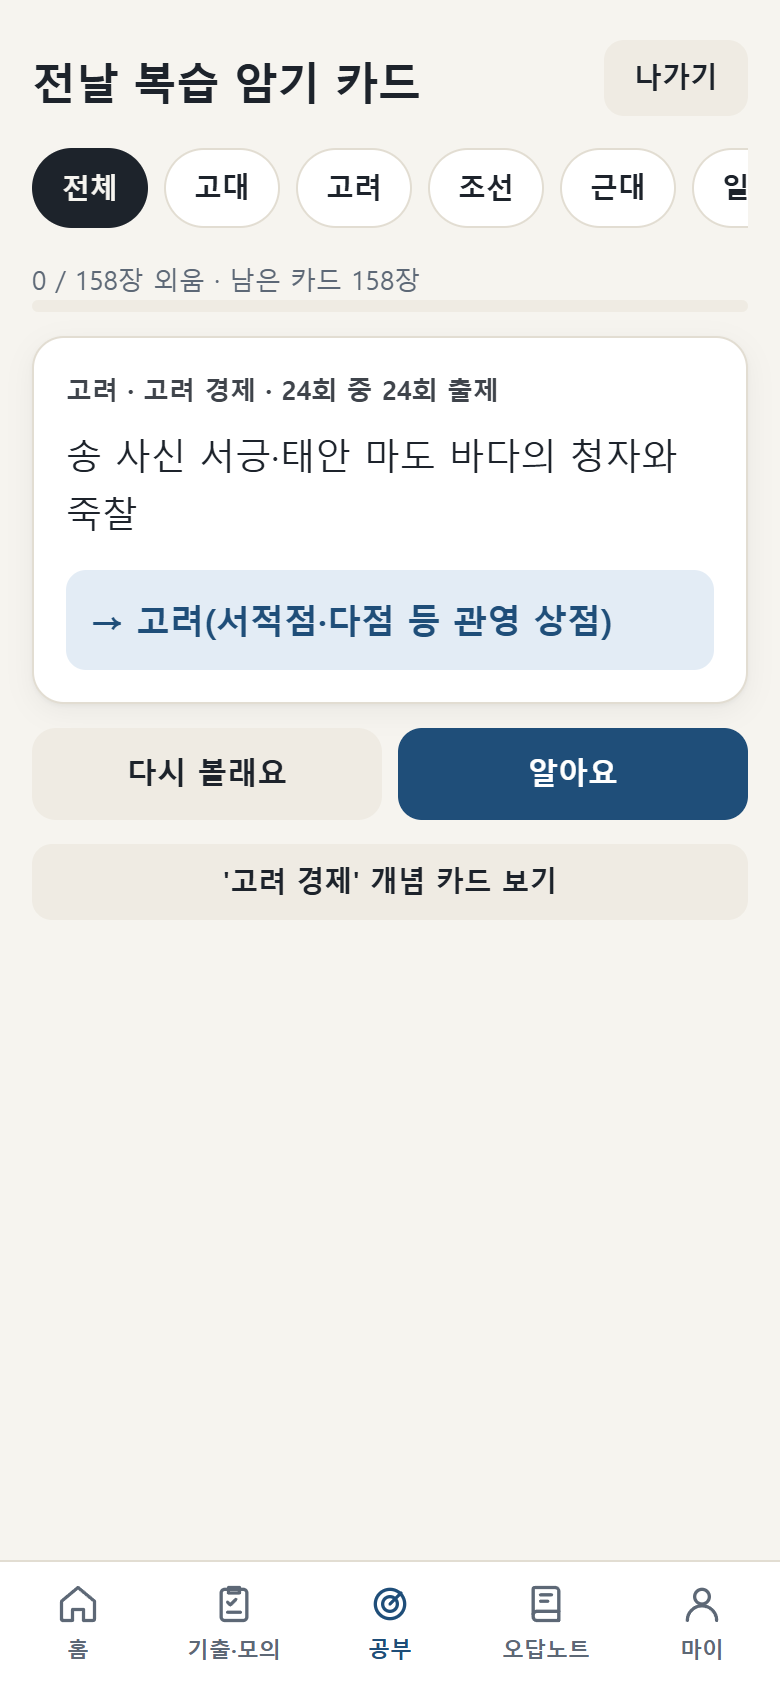 전날 복습 암기 카드
나가기
전체
고대
고려
조선
근대
일
0 / 158장 외움 · 남은 카드 158장
고려 · 고려 경제 · 24회 중 24회 출제
송 사신 서긍·태안 마도 바다의 청자와
죽찰
→ 고려(서적점·다점 등 관영 상점)
다시 볼래요
알아요
'고려 경제' 개념 카드 보기
홈
기출·모의
공부
오답노트
마이